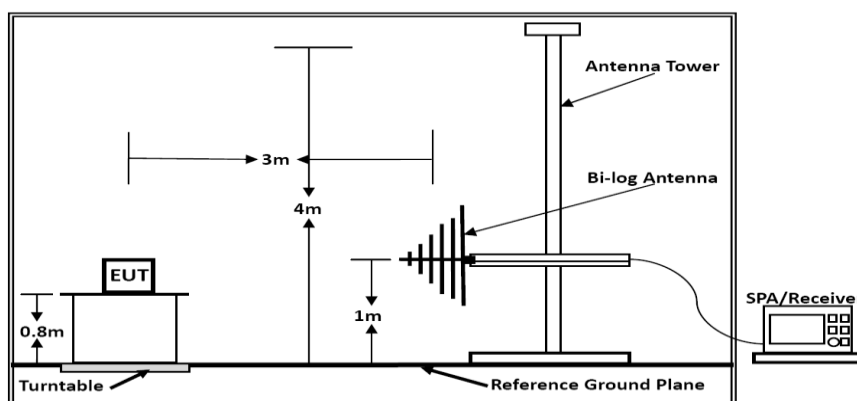 Antenna Tower
3m
Bi-log Antenna
4m
EUT
SPA/Receive
0.8m
1m
Turntable
Reference Ground Plane